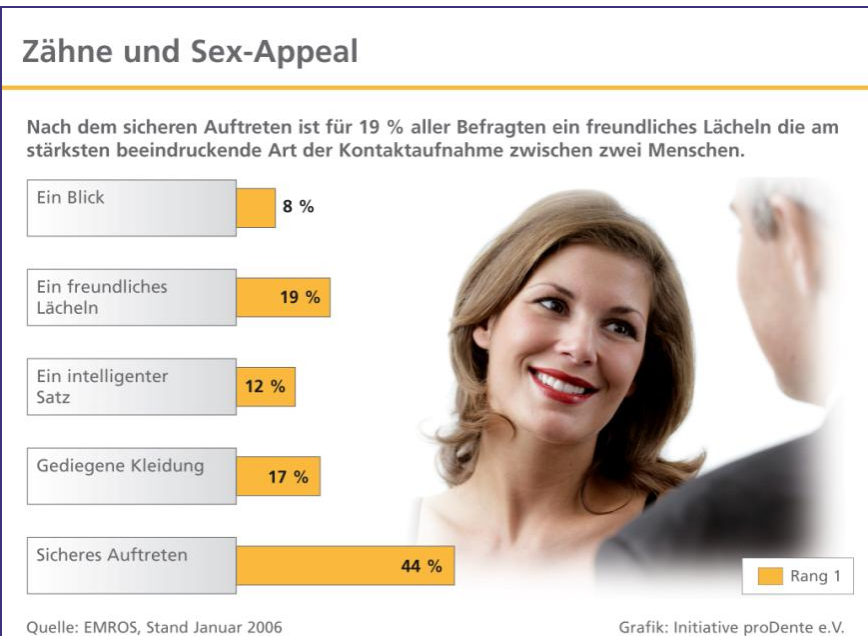 Zähne und Sex-Appeal
Nach dem sicheren Auftreten ist für 19 % aller Befragten ein freundliches Lächeln die am
stärksten beeindruckende Art der Kontaktaufnahme zwischen zwei Menschen.
Ein Blick
8 %
Ein freundliches
Lächeln
19 %
Ein intelligenter
Satz
12 %
Gediegene Kleidung
17 %
Sicheres Auftreten
44 %
Rang 1
Quelle: EMROS, Stand Januar 2006
Grafik: Initiative proDente e.V.